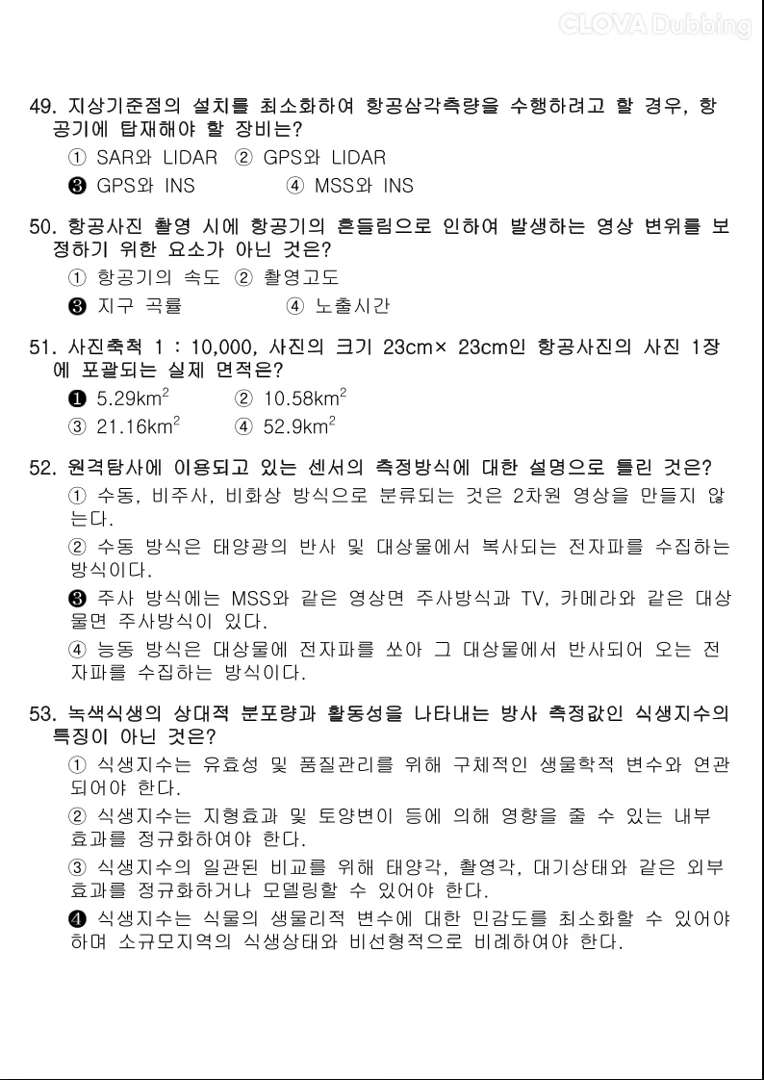 CLOVA Dubbing
49. 지상기준점의 설치를 최소화하여 항공삼각측량을 수행하려고 할 경우, 항
공기에 탑재해야 할 장비는?
① SAR와 LIDAR ② GPS와 LIDAR
❸ GPS와 INS ④ MSS와 INS
50. 항공사진 촬영 시에 항공기의 흔들림으로 인하여 발생하는 영상 변위를 보
정하기 위한 요소가 아닌 것은?
① 항공기의 속도 ② 촬영고도
❸ 지구 곡률 ④ 노출시간
51. 사진축척 1 : 10,000, 사진의 크기 23cm× 23cm인 항공사진의 사진 1장
에 포괄되는 실제 면적은?
❶ 5.29km² ② 10.58km²
③ 21.16km² ④ 52.9km²
52. 원격탐사에 이용되고 있는 센서의 측정방식에 대한 설명으로 틀린 것은?
① 수동, 비주사, 비화상 방식으로 분류되는 것은 2차원 영상을 만들지 않
는다.
② 수동 방식은 태양광의 반사 및 대상물에서 복사되는 전자파를 수집하는
방식이다.
❸ 주사 방식에는 MSS와 같은 영상면 주사방식과 TV, 카메라와 같은 대상
물면 주사방식이 있다.
④ 능동 방식은 대상물에 전자파를 쏘아 그 대상물에서 반사되어 오는 전
자파를 수집하는 방식이다.
53. 녹색식생의 상대적 분포량과 활동성을 나타내는 방사 측정값인 식생지수의
특징이 아닌 것은?
① 식생지수는 유효성 및 품질관리를 위해 구체적인 생물학적 변수와 연관
되어야 한다.
② 식생지수는 지형효과 및 토양변이 등에 의해 영향을 줄 수 있는 내부
효과를 정규화하여야 한다.
③ 식생지수의 일관된 비교를 위해 태양각, 촬영각, 대기상태와 같은 외부
효과를 정규화하거나 모델링할 수 있어야 한다.
❹ 식생지수는 식물의 생물리적 변수에 대한 민감도를 최소화할 수 있어야
하며 소규모지역의 식생상태와 비선형적으로 비례하여야 한다.